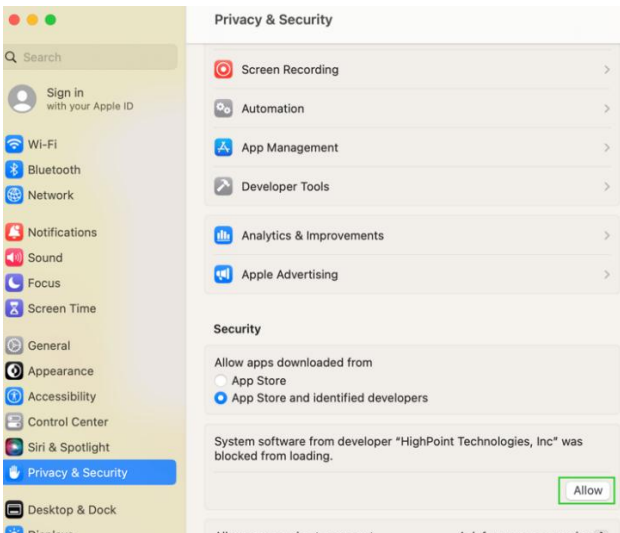 Privacy & Security
Search
Sign in
with your Apple ID
Wi-Fi
Bluetooth
Network
Notifications
Sound
Focus
Screen Time
General
Appearance
Accessibility
Control Center
Siri & Spotlight
Privacy & Security
Desktop & Dock
Displays
Screen Recording
Automation
App Management
Developer Tools
Analytics & Improvements
Apple Advertising
Security
Allow apps downloaded from
App Store
App Store and identified developers
System software from developer “HighPoint Technologies, Inc” was
blocked from loading.
Allow